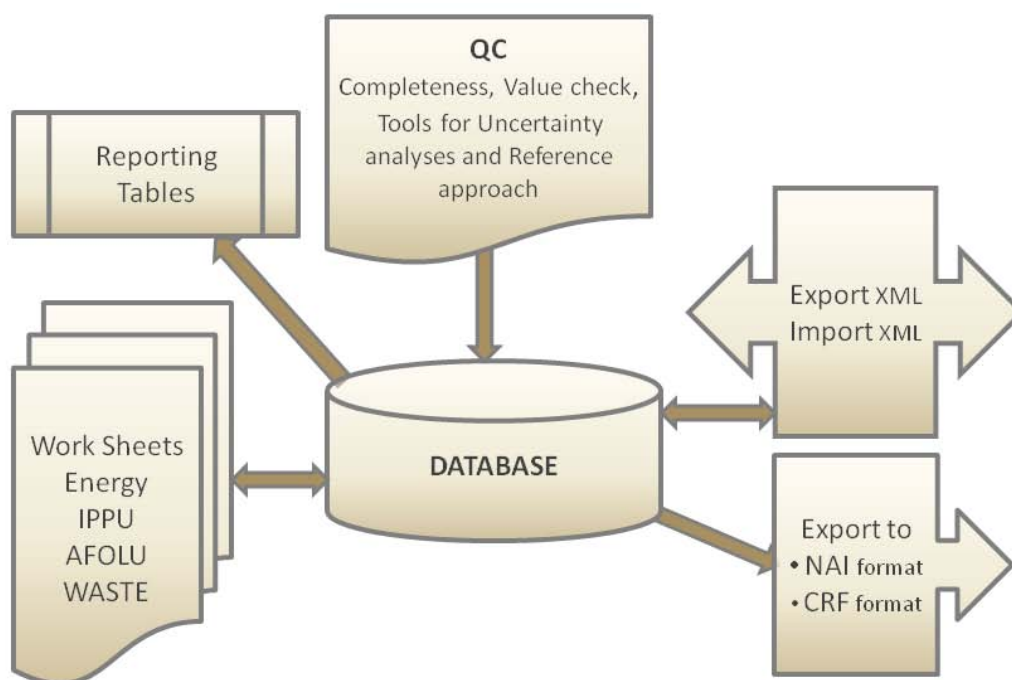 QC
Completeness, Value check,
Tools for Uncertainty
analyses and Reference
approach
Reporting
Tables
Export XML
Import XML
Work Sheets
Energy
IPPU
AFOLU
WASTE
DATABASE
Export to
• NAI format
• CRF format